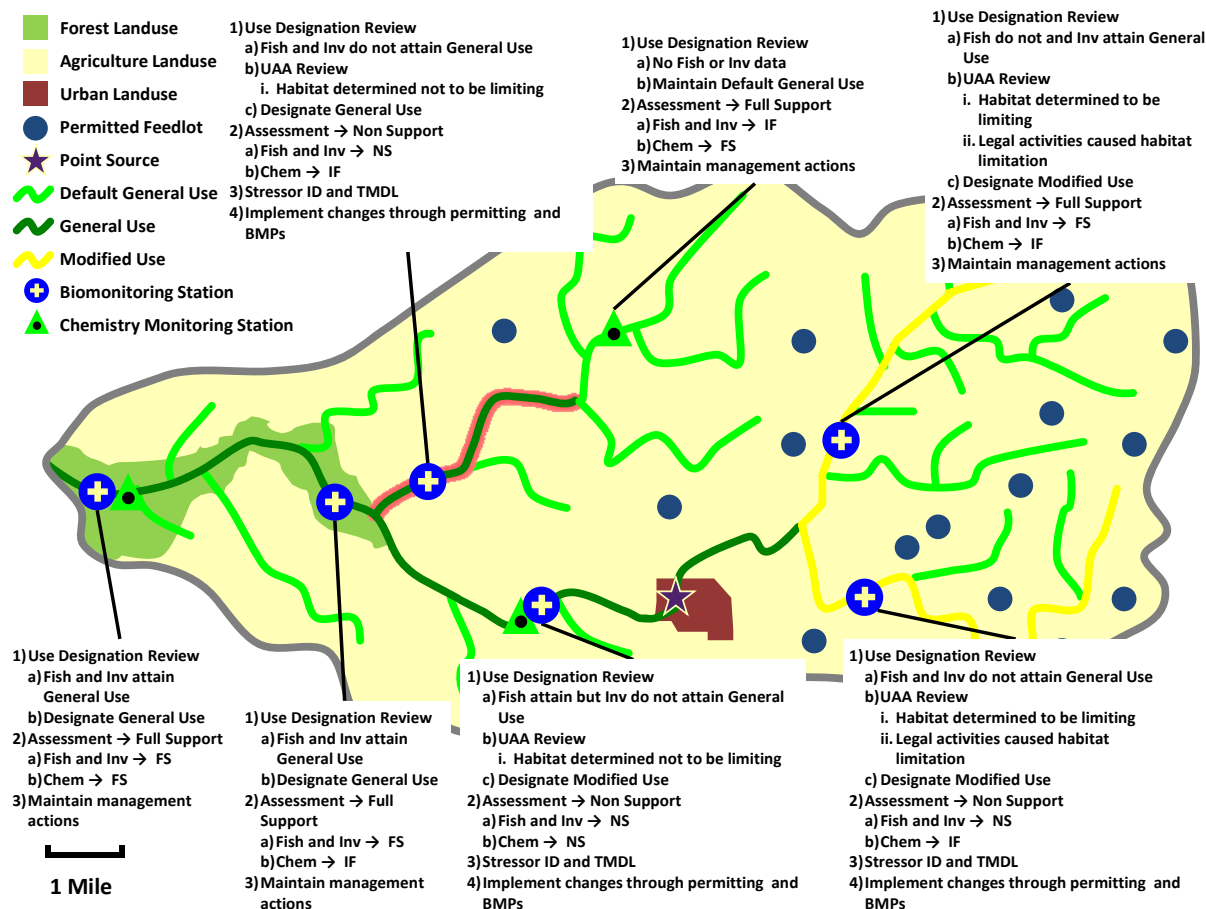 Forest Landuse
Agriculture Landuse
Urban Landuse
Permitted Feedlot
Point Source
Default General Use
General Use
Modified Use
Biomonitoring Station
Chemistry Monitoring Station
1)Use Designation Review
a)Fish and Inv do not attain General Use
b)UAA Review
i. Habitat determined not to be limiting
c) Designate General Use
2)Assessment → Non Support
a)Fish and Inv → NS
b)Chem → IF
3)Stressor ID and TMDL
4)Implement changes through permitting and
BMPs
1)Use Designation Review
a)No Fish or Inv data
b)Maintain Default General Use
2)Assessment → Full Support
a)Fish and Inv → IF
b)Chem → FS
3)Maintain management actions
1)Use Designation Review
a)Fish do not and Inv attain General
Use
b)UAA Review
i. Habitat determined to be
limiting
ii. Legal activities caused habitat
limitation
c) Designate Modified Use
2)Assessment → Full Support
a)Fish and Inv → FS
b)Chem → IF
3)Maintain management actions
1)Use Designation Review
a)Fish and Inv attain
General Use
b)Designate General Use
2)Assessment → Full Support
a)Fish and Inv → FS
b)Chem → FS
3)Maintain management
actions
1 Mile
1)Use Designation Review
a)Fish and Inv attain
General Use
b)Designate General Use
2)Assessment → Full
Support
a)Fish and Inv → FS
b)Chem → IF
3)Maintain management
actions
1)Use Designation Review
a)Fish attain but Inv do not attain General
Use
b)UAA Review
i. Habitat determined not to be limiting
c) Designate Modified Use
2)Assessment → Non Support
a)Fish and Inv → NS
b)Chem → NS
3)Stressor ID and TMDL
4)Implement changes through permitting and
BMPs
1)Use Designation Review
a)Fish and Inv do not attain General Use
b)UAA Review
i. Habitat determined to be limiting
ii. Legal activities caused habitat
limitation
c) Designate Modified Use
2)Assessment → Non Support
a)Fish and Inv → NS
b)Chem → IF
3)Stressor ID and TMDL
4)Implement changes through permitting and
BMPs